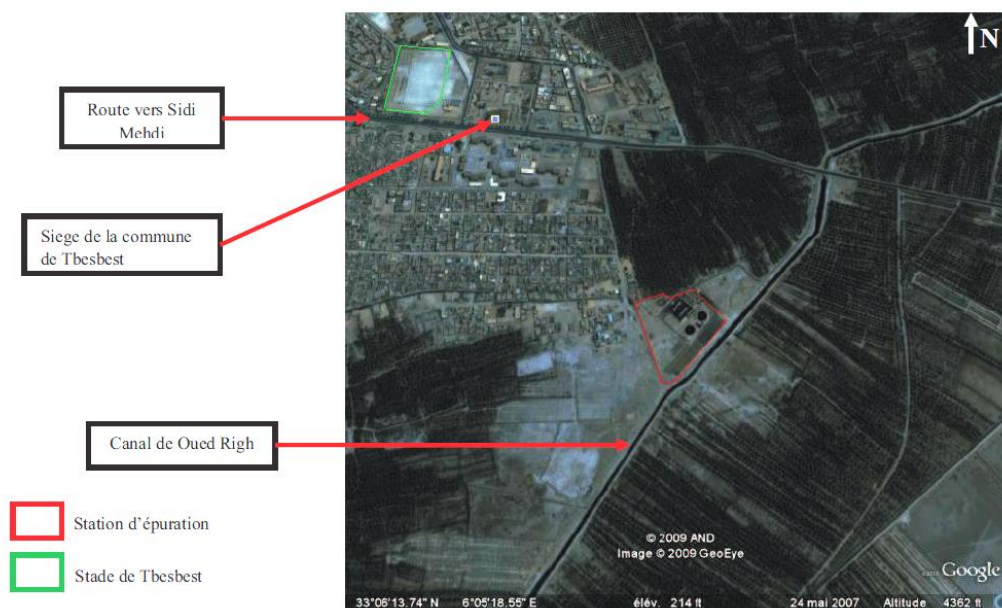 N
Route vers Sidi
Mehdi
Siege de la commune
de Tbesbest
Canal de Oued Righ
Station d'épuration
Stade de Tbesbest
© 2009 AND
Image © 2009 GeoEye
Google
33°06'13.74" N 6°05'18.55" E élév. 214 ft 24 mai 2007 Altitude 4362 ft